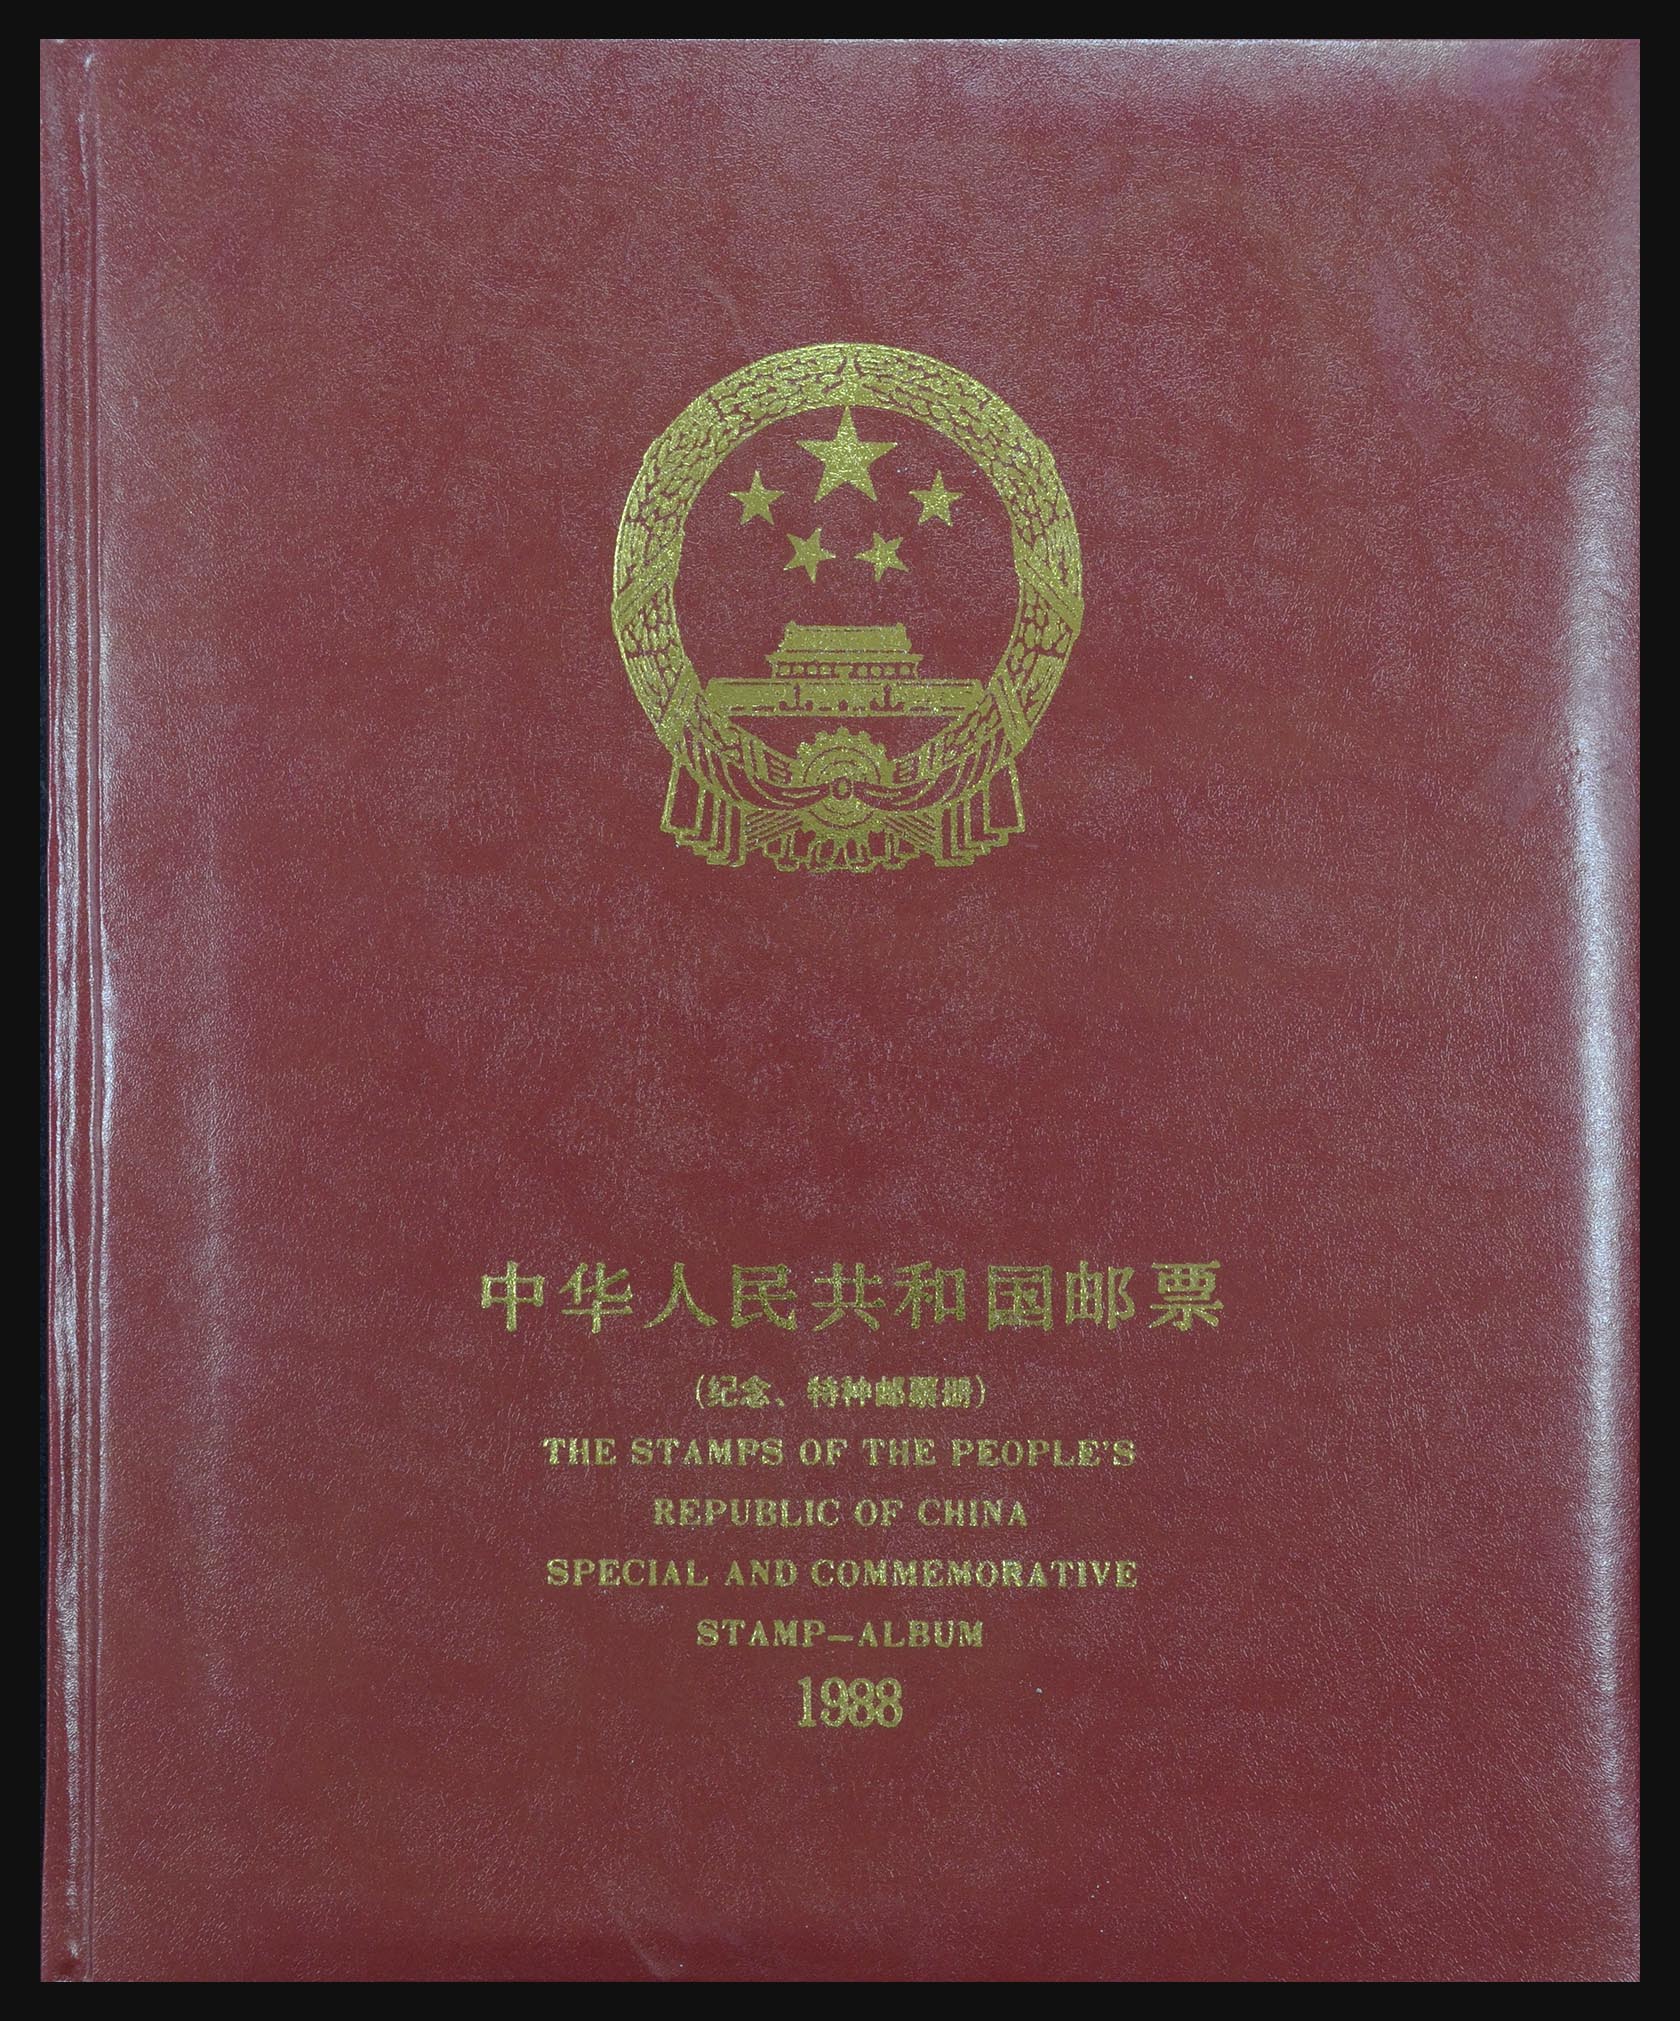 中华人民共和国邮票
(纪念、特种邮票册)
THE STAMPS OF THE PEOPLE'S
REPUBLIC OF CHINA
SPECIAL AND COMMEMORATIVE
STAMP—ALBUM
1988